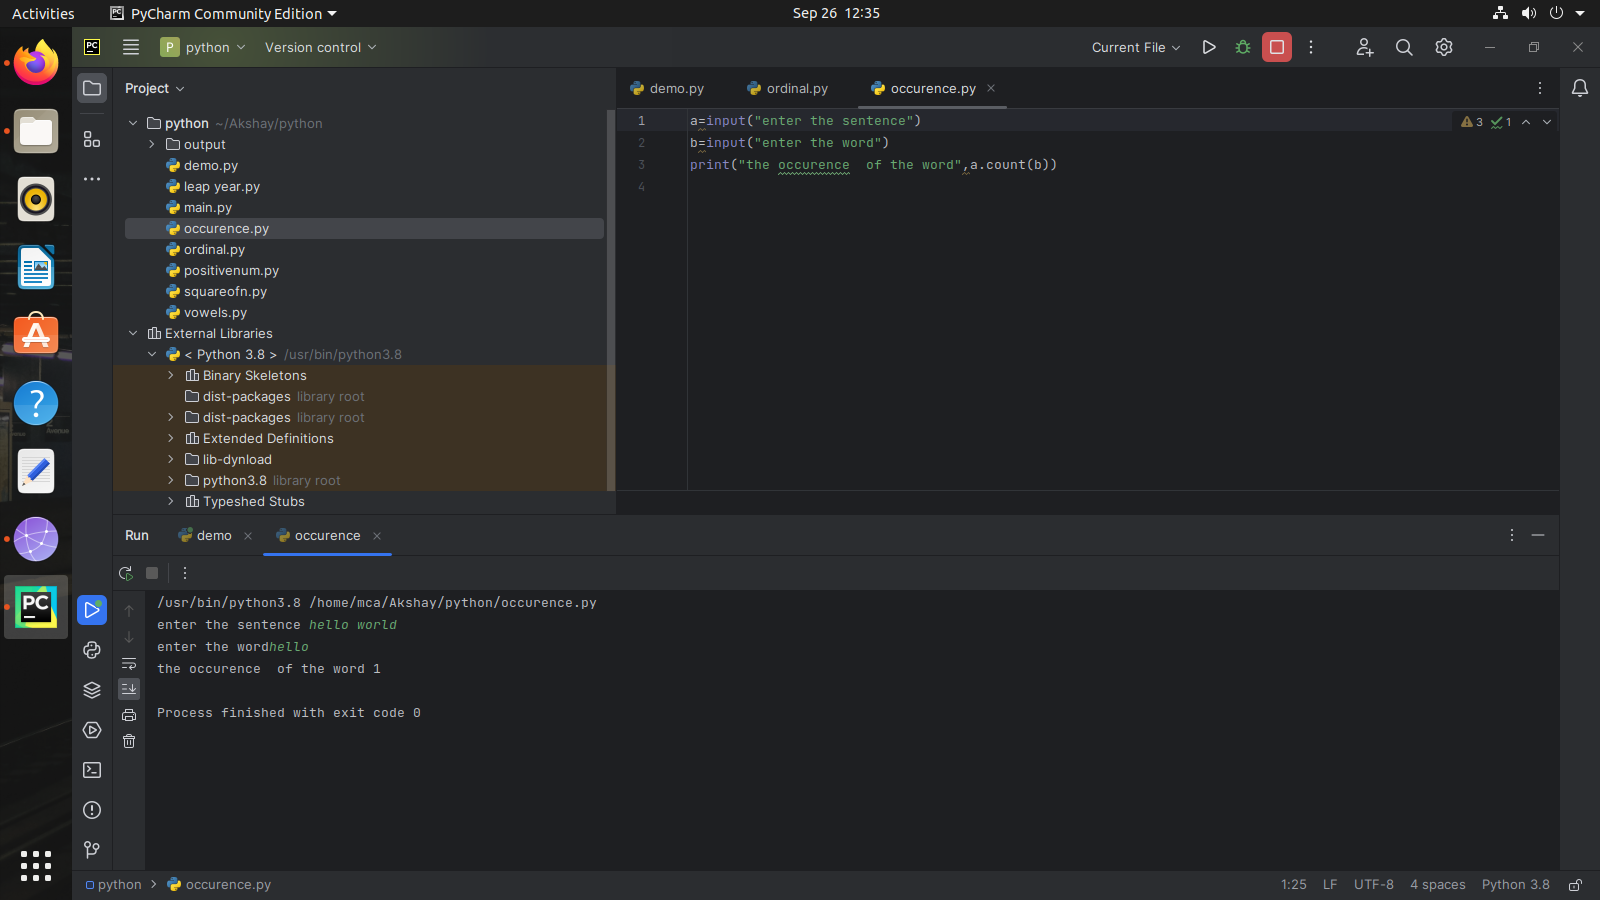 Activities
PyCharm Community Edition
Sep 26 12:35
PC
P python
Version control
Current File
Project
demo.py
ordinal.py
occurence.py
python ~/Akshay/python
output
demo.py
leap year.py
main.py
occurence.py
ordinal.py
positivenum.py
squareofn.py
vowels.py
External Libraries
< Python 3.8 > /usr/bin/python3.8
Binary Skeletons
dist-packages library root
dist-packages library root
Extended Definitions
lib-dynload
python3.8 library root
Typeshed Stubs
1 a=input("enter the sentence")
2 b=input("enter the word")
3 print("the occurence  of the word",a.count(b))
4
3 1
Run
demo
occurence
/usr/bin/python3.8 /home/mca/Akshay/python/occurence.py
enter the sentence hello world
enter the wordhello
the occurence  of the word 1
Process finished with exit code 0
PC
python > occurence.py
1:25 LF UTF-8 4 spaces Python 3.8